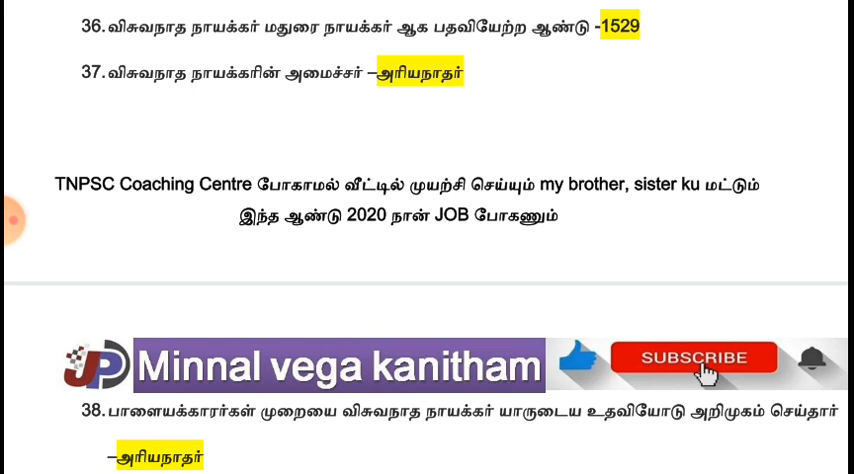 36.விசுவநாத நாயக்கர் மதுரை நாயக்கர் ஆக பதவியேற்ற ஆண்டு -1529
37.விசுவநாத நாயக்கரின் அமைச்சர் –அரியநாதர்
TNPSC Coaching Centre போகாமல் வீட்டில் முயற்சி செய்யும் my brother, sister ku மட்டும்
இந்த ஆண்டு 2020 நான் JOB போகணும்
JP Minnal vega kanitham SUBSCRIBE
38.பாளையக்காரர்கள் முறையை விசுவநாத நாயக்கர் யாருடைய உதவியோடு அறிமுகம் செய்தார்
–அரியநாதர்